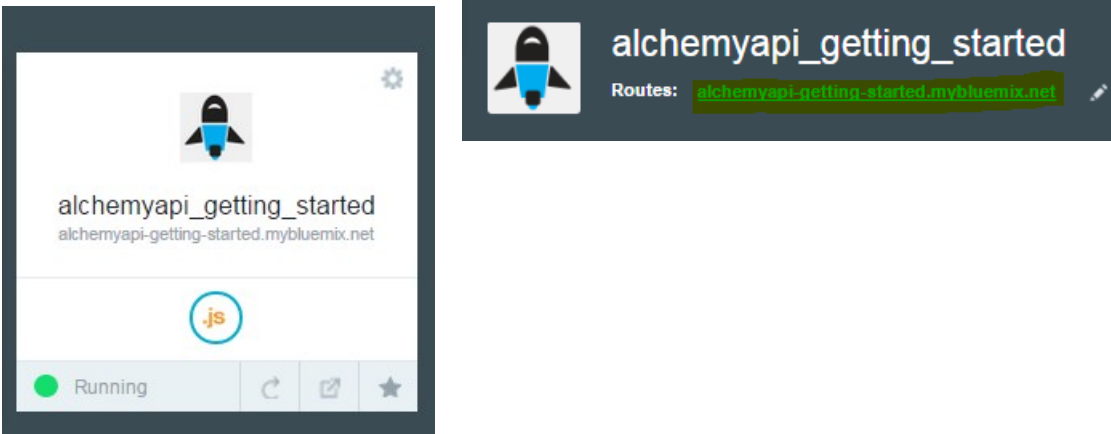 alchemyapi_getting_started
alchemyapi-getting-started.mybluemix.net
.js
Running
alchemyapi_getting_started
Routes: alchemyapi-getting-started.mybluemix.net